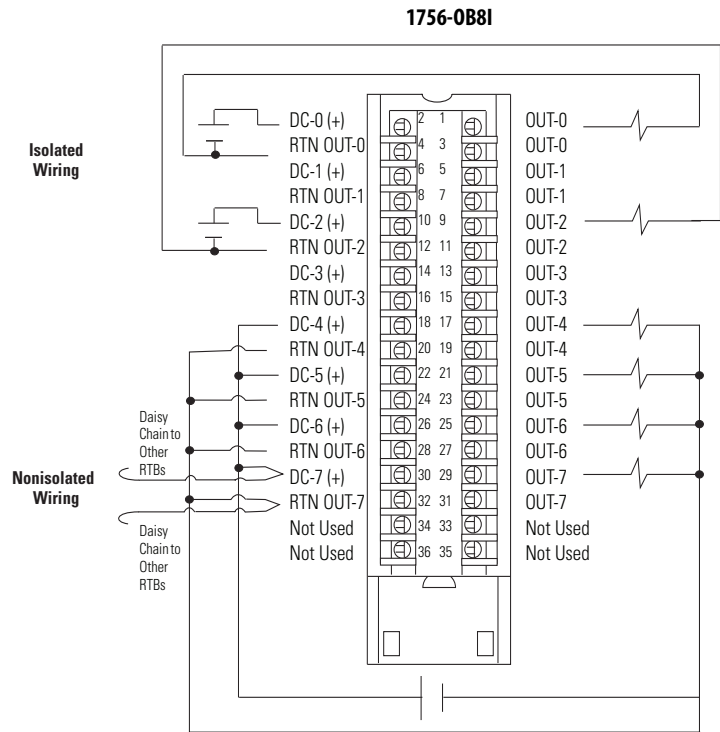 1756-OB8I
Isolated
Wiring
DC-0 (+) 2 1 OUT-0
RTN OUT-0 4 3 OUT-0
DC-1 (+) 6 5 OUT-1
RTN OUT-1 8 7 OUT-1
DC-2 (+) 10 9 OUT-2
RTN OUT-2 12 11 OUT-2
DC-3 (+) 14 13 OUT-3
RTN OUT-3 16 15 OUT-3
DC-4 (+) 18 17 OUT-4
RTN OUT-4 20 19 OUT-4
DC-5 (+) 22 21 OUT-5
RTN OUT-5 24 23 OUT-5
DC-6 (+) 26 25 OUT-6
RTN OUT-6 28 27 OUT-6
DC-7 (+) 30 29 OUT-7
RTN OUT-7 32 31 OUT-7
Not Used 34 33 Not Used
Not Used 36 35 Not Used
Nonisolated
Wiring
Daisy
Chain to
Other
RTBs
Daisy
Chain to
Other
RTBs